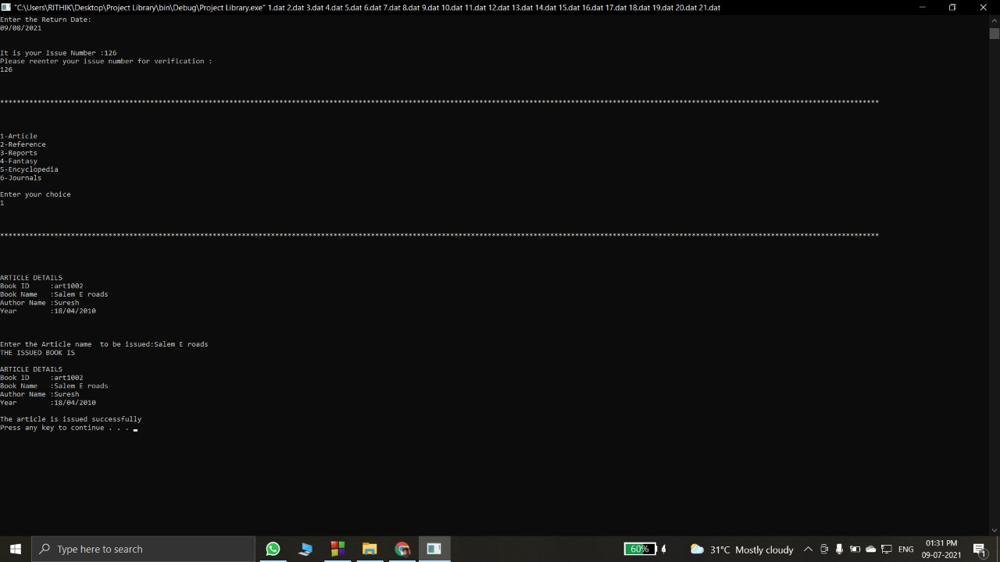 "C:\Users\RITHIK\Desktop\Project Library\bin\Debug\Project Library.exe" 1.dat 2.dat 3.dat 4.dat 5.dat 6.dat 7.dat 8.dat 9.dat 10.dat 11.dat 12.dat 13.dat 14.dat 15.dat 16.dat 17.dat 18.dat 19.dat 20.dat 21.dat
Enter the Return Date:
09/08/2021
It is your Issue Number :126
Please reenter your issue number for verification :
126
*******************************************************************************************************************************************************************************************************************
1-Article
2-Reference
3-Reports
4-Fantasy
5-Encyclopedia
6-Journals
Enter your choice
1
*******************************************************************************************************************************************************************************************************************
ARTICLE DETAILS
Book ID     :art1002
Book Name   :Salem E roads
Author Name :Suresh
Year        :18/04/2010
Enter the Article name  to be issued:Salem E roads
THE ISSUED BOOK IS
ARTICLE DETAILS
Book ID     :art1002
Book Name   :Salem E roads
Author Name :Suresh
Year        :18/04/2010
The article is issued successfully
Press any key to continue . . .
Type here to search
60%
31°C Mostly cloudy
ENG
01:31 PM
09-07-2021
1